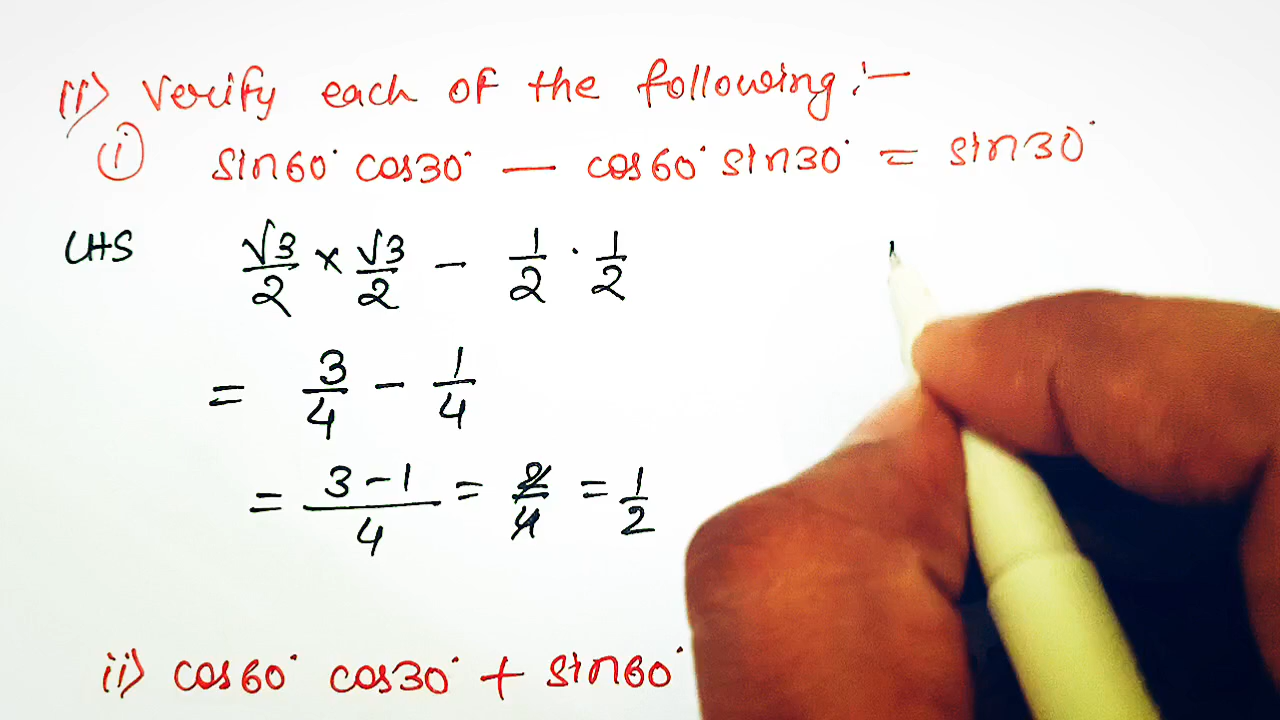 11) Verify each of the following :-
(i) sin60° cos30° - cos60° sin30° = sin30°
LHS √3/2 × √3/2 - 1/2 · 1/2
= 3/4 - 1/4
= 3-1/4 = 2/4 = 1/2
ii) cos60° cos30° + sin60°